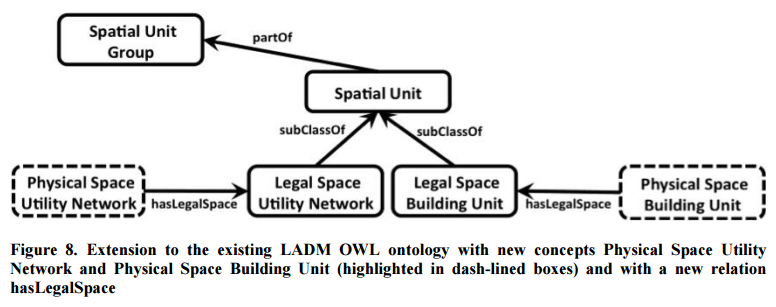 Spatial Unit
Group
partOf
Spatial Unit
subClassOf
subClassOf
Physical Space
Utility Network
hasLegalSpace
Legal Space
Utility Network
Legal Space
Building Unit
hasLegalSpace
Physical Space
Building Unit
Figure 8. Extension to the existing LADM OWL ontology with new concepts Physical Space Utility
Network and Physical Space Building Unit (highlighted in dash-lined boxes) and with a new relation
hasLegalSpace